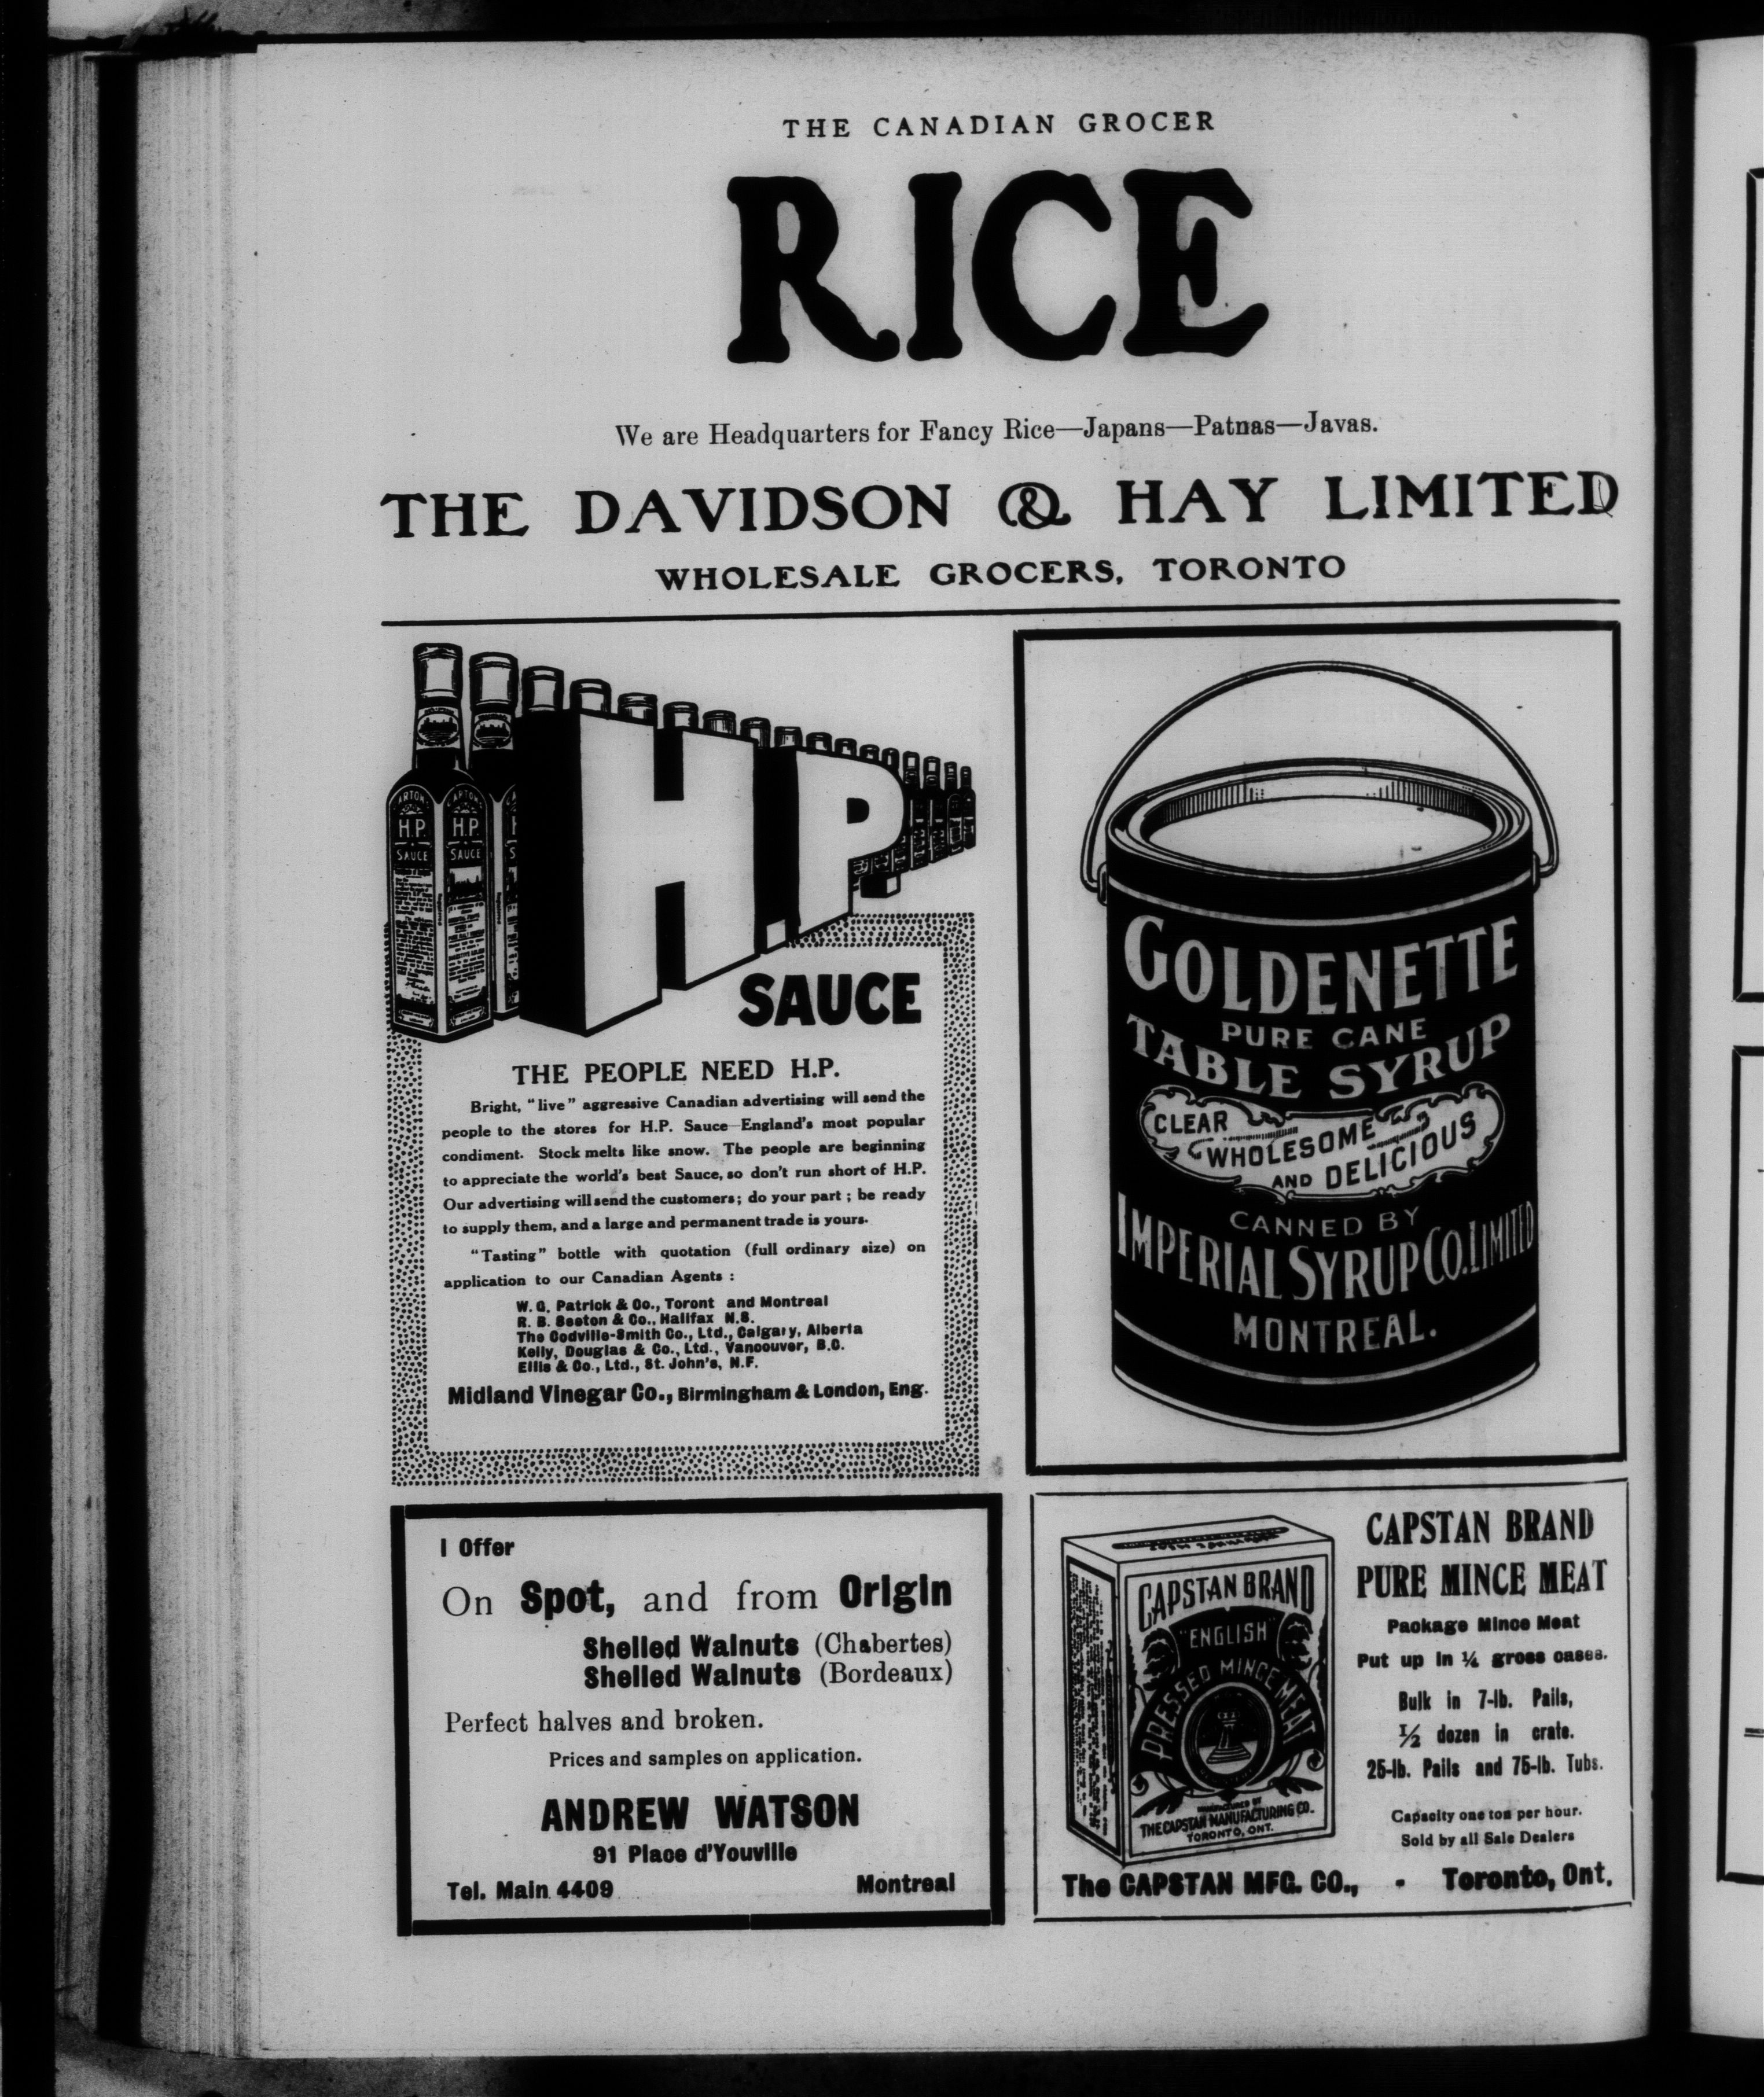 THE CANADIAN GROCER
RICE
We are Headquarters for Fancy Rice—Japans—Patnas—Javas.
THE DAVIDSON & HAY LIMITED
WHOLESALE GROCERS, TORONTO
H.P.
SAUCE
GARTON'S
H.P.
SAUCE
GARTON'S
H.P.
SAUCE
THE PEOPLE NEED H.P.
Bright, "live" aggressive Canadian advertising will send the
people to the stores for H.P. Sauce—England's most popular
condiment. Stock melts like snow. The people are beginning
to appreciate the world's best Sauce, so don't run short of H.P.
Our advertising will send the customers; do your part; be ready
to supply them, and a large and permanent trade is yours.
"Tasting" bottle with quotation (full ordinary size) on
application to our Canadian Agents:
W. G. Patrick & Co., Toront and Montreal
R. B. Seeton & Co., Halifax N.S.
The Codville-Smith Co., Ltd., Calgary, Alberta
Kelly, Douglas & Co., Ltd., Vancouver, B.C.
Ellis & Co., Ltd., St. John's, N.F.
Midland Vinegar Co., Birmingham & London, Eng.
GOLDENETTE
PURE CANE
TABLE SYRUP
CLEAR
WHOLESOME
AND DELICIOUS
CANNED BY
IMPERIAL SYRUP CO. LIMITED
MONTREAL.
I Offer
On Spot, and from Origin
Shelled Walnuts (Chabertes)
Shelled Walnuts (Bordeaux)
Perfect halves and broken.
Prices and samples on application.
ANDREW WATSON
91 Place d'Youville
Tel. Main 4409 Montreal
CAPSTAN BRAND
"ENGLISH"
PRESSED MINCE MEAT
MANUFACTURED BY
THE CAPSTAN MANUFACTURING CO.
TORONTO, ONT.
CAPSTAN BRAND
PURE MINCE MEAT
Package Mince Meat
Put up in ¼ gross cases.
Bulk in 7-lb. Pails,
½ dozen in crate.
25-lb. Pails and 75-lb. Tubs.
Capacity one ton per hour.
Sold by all Sale Dealers
The CAPSTAN MFG. CO., - Toronto, Ont.